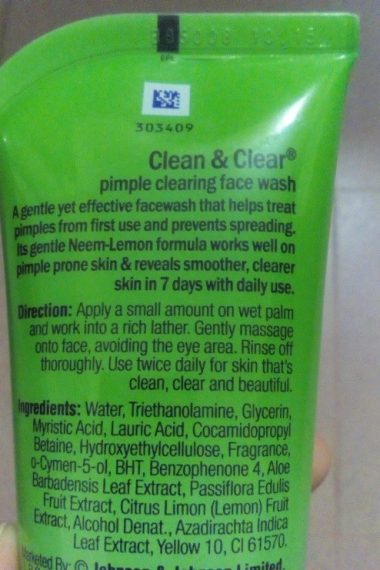 EPL
303409
Clean & Clear®
pimple clearing face wash
A gentle yet effective facewash that helps treat
pimples from first use and prevents spreading.
Its gentle Neem-Lemon formula works well on
pimple prone skin & reveals smoother, clearer
skin in 7 days with daily use.
Direction: Apply a small amount on wet palm
and work into a rich lather. Gently massage
onto face, avoiding the eye area. Rinse off
thoroughly. Use twice daily for skin that's
clean, clear and beautiful.
Ingredients: Water, Triethanolamine, Glycerin,
Myristic Acid, Lauric Acid, Cocamidopropyl
Betaine, Hydroxyethylcellulose, Fragrance,
o-Cymen-5-ol, BHT, Benzophenone 4, Aloe
Barbadensis Leaf Extract, Passiflora Edulis
Fruit Extract, Citrus Limon (Lemon) Fruit
Extract, Alcohol Denat., Azadirachta Indica
Leaf Extract, Yellow 10, CI 61570.
Marketed By: © Johnson & Johnson Limited.